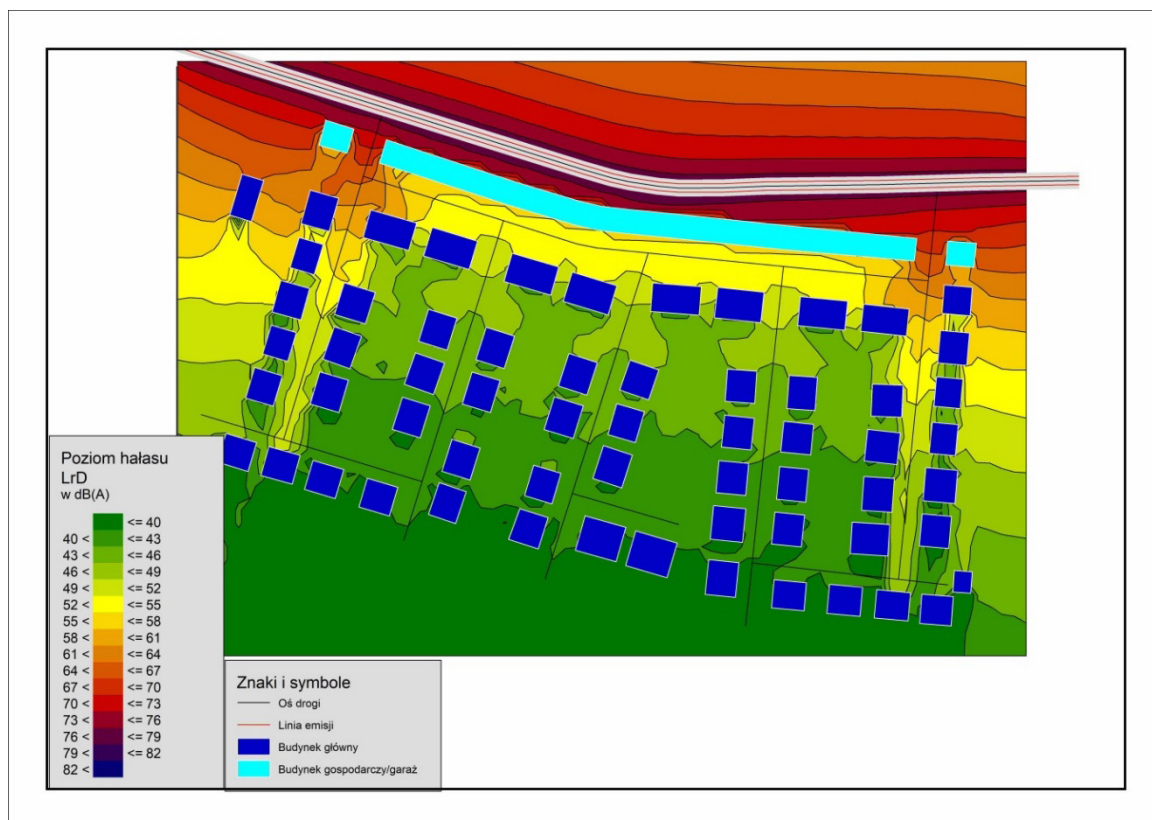 Poziom hałasu
LrD
w dB(A)
<= 40
40 < <= 43
43 < <= 46
46 < <= 49
49 < <= 52
52 < <= 55
55 < <= 58
58 < <= 61
61 < <= 64
64 < <= 67
67 < <= 70
70 < <= 73
73 < <= 76
76 < <= 79
79 < <= 82
82 <
Znaki i symbole
Oś drogi
Linia emisji
Budynek główny
Budynek gospodarczy/garaż